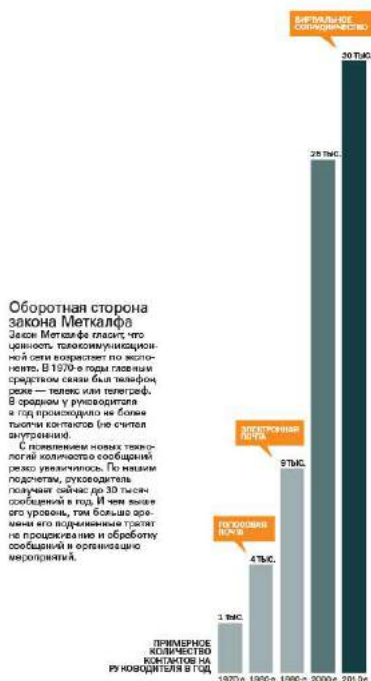 ВИРТУАЛЬНОЕ
СОТРУДНИЧЕСТВО
30 ТЫС.
25 ТЫС.
Оборотная сторона
закона Меткалфа
Закон Меткалфа гласит, что
ценность телекоммуникацион-
ной сети возрастает по экспо-
ненте. В 1970-е годы главным
средством связи был телефон,
реже — телекс или телеграф.
В среднем у руководителя
в год происходило не более
тысячи контактов (не считая
внутренних).
С появлением новых техно-
логий количество сообщений
резко увеличилось. По нашим
подсчетам, руководитель
получает сейчас до 30 тысяч
сообщений в год. И чем выше
его уровень, тем больше вре-
мени его подчиненные тратят
на процеживание и обработку
сообщений и организацию
мероприятий.
ЭЛЕКТРОННАЯ
ПОЧТА
9 ТЫС.
ГОЛОСОВАЯ
ПОЧТА
4 ТЫС.
1 ТЫС.
ПРИМЕРНОЕ
КОЛИЧЕСТВО
КОНТАКТОВ НА
РУКОВОДИТЕЛЯ В ГОД
1970-е 1980-е 1990-е 2000-е 2010-е